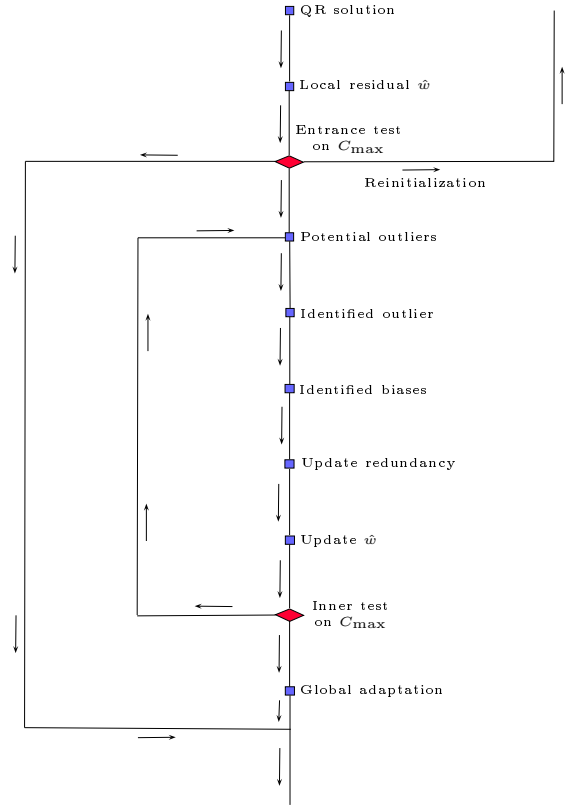 QR solution
Local residual ŵ
Entrance test
on C_max
Reinitialization
Potential outliers
Identified outlier
Identified biases
Update redundancy
Update ŵ
Inner test
on C_max
Global adaptation